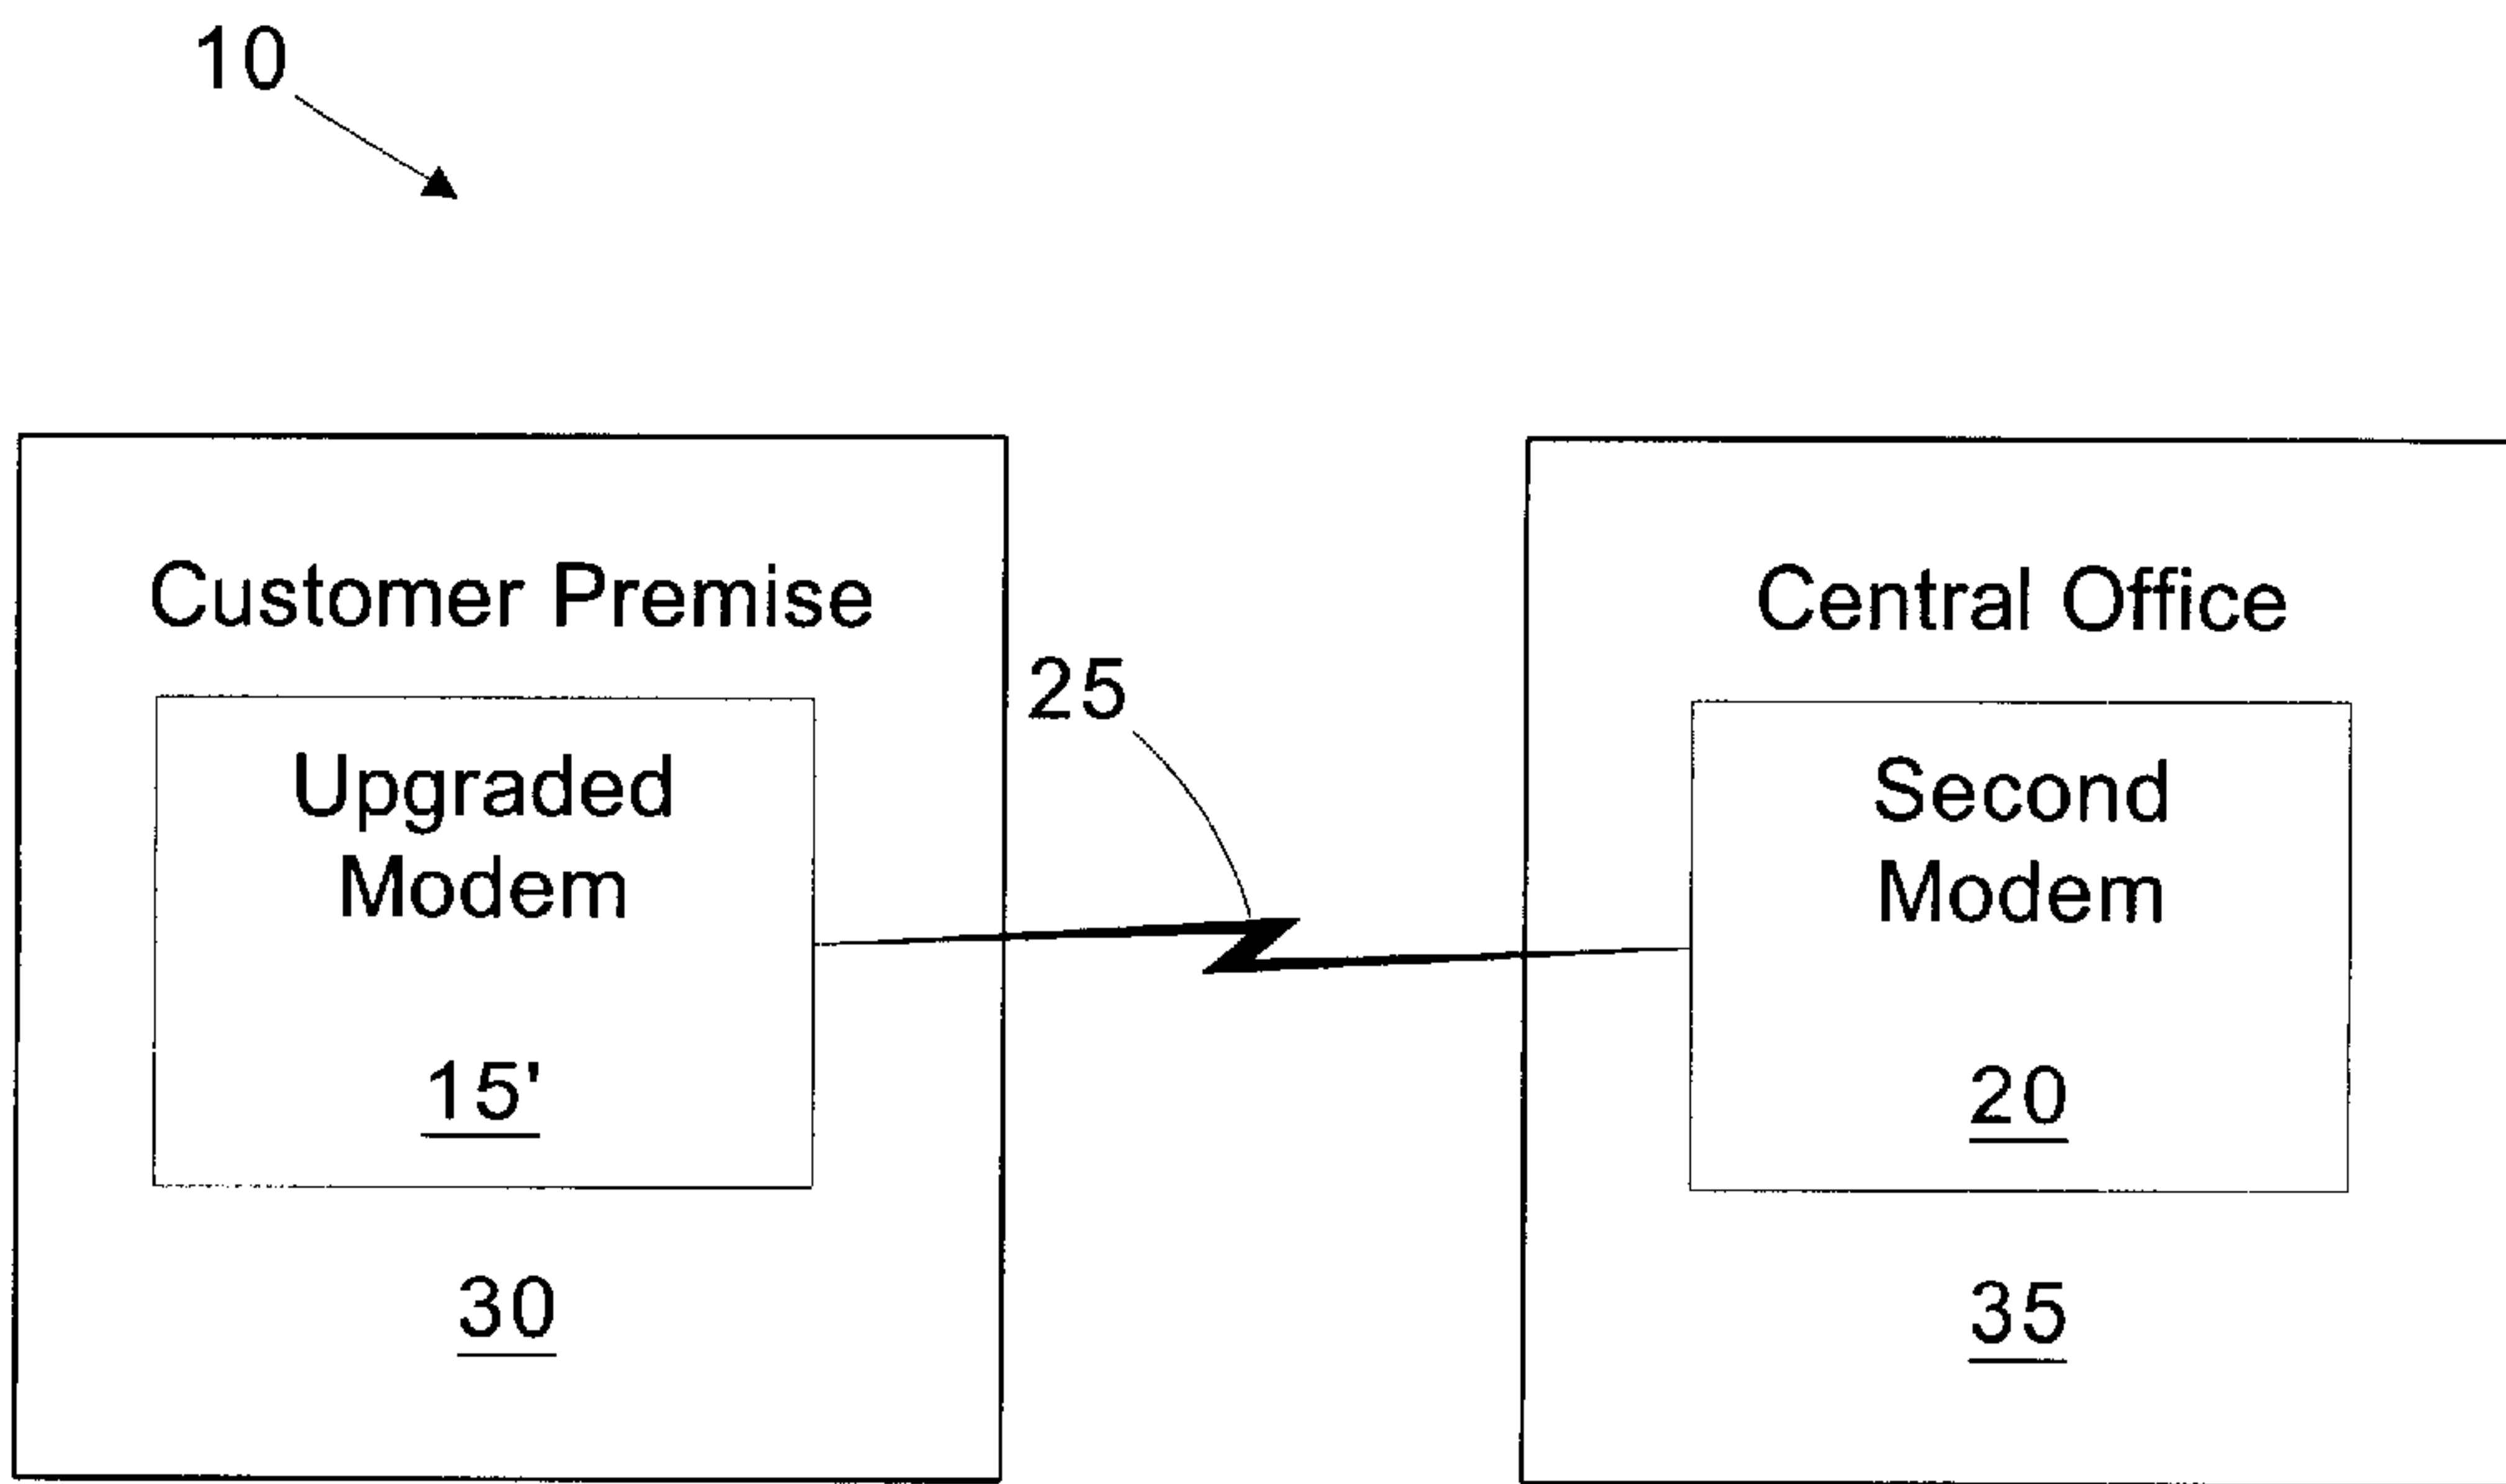 10
Customer Premise
Central Office
25
Upgraded
Modem
Second
Modem
15'
20
30
35